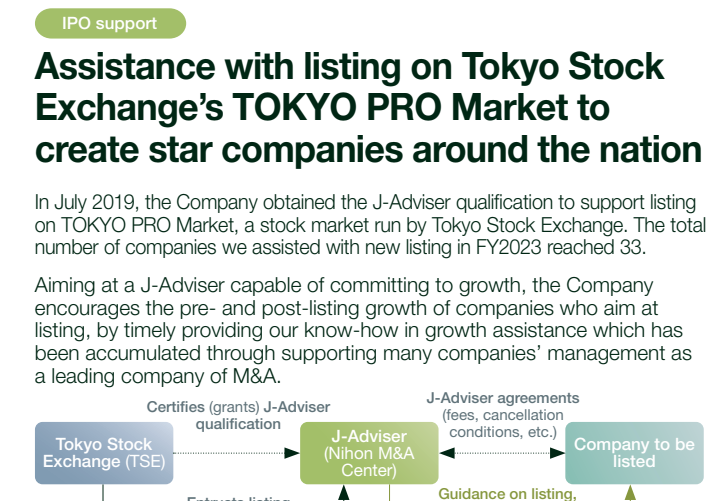 IPO support
Assistance with listing on Tokyo Stock
Exchange’s TOKYO PRO Market to
create star companies around the nation
In July 2019, the Company obtained the J-Adviser qualification to support listing
on TOKYO PRO Market, a stock market run by Tokyo Stock Exchange. The total
number of companies we assisted with new listing in FY2023 reached 33.
Aiming at a J-Adviser capable of committing to growth, the Company
encourages the pre- and post-listing growth of companies who aim at
listing, by timely providing our know-how in growth assistance which has
been accumulated through supporting many companies’ management as
a leading company of M&A.
Certifies (grants) J-Adviser
qualification
J-Adviser agreements
(fees, cancellation
conditions, etc.)
Tokyo Stock
Exchange (TSE)
J-Adviser
(Nihon M&A
Center)
Company to be
listed
Entrusts listing
Guidance on listing,